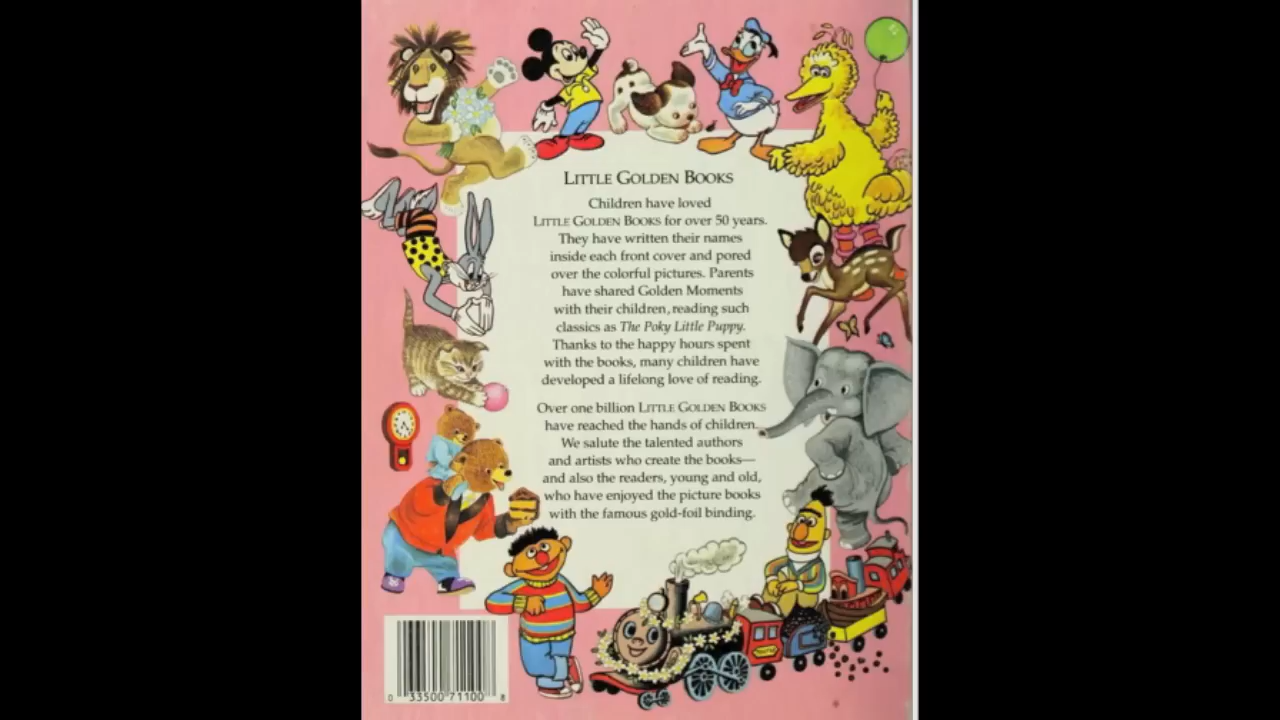 LITTLE GOLDEN BOOKS
Children have loved
LITTLE GOLDEN BOOKS for over 50 years.
They have written their names
inside each front cover and pored
over the colorful pictures. Parents
have shared Golden Moments
with their children, reading such
classics as The Poky Little Puppy.
Thanks to the happy hours spent
with the books, many children have
developed a lifelong love of reading.
Over one billion LITTLE GOLDEN BOOKS
have reached the hands of children.
We salute the talented authors
and artists who create the books—
and also the readers, young and old,
who have enjoyed the picture books
with the famous gold-foil binding.
0 33500 71100 8